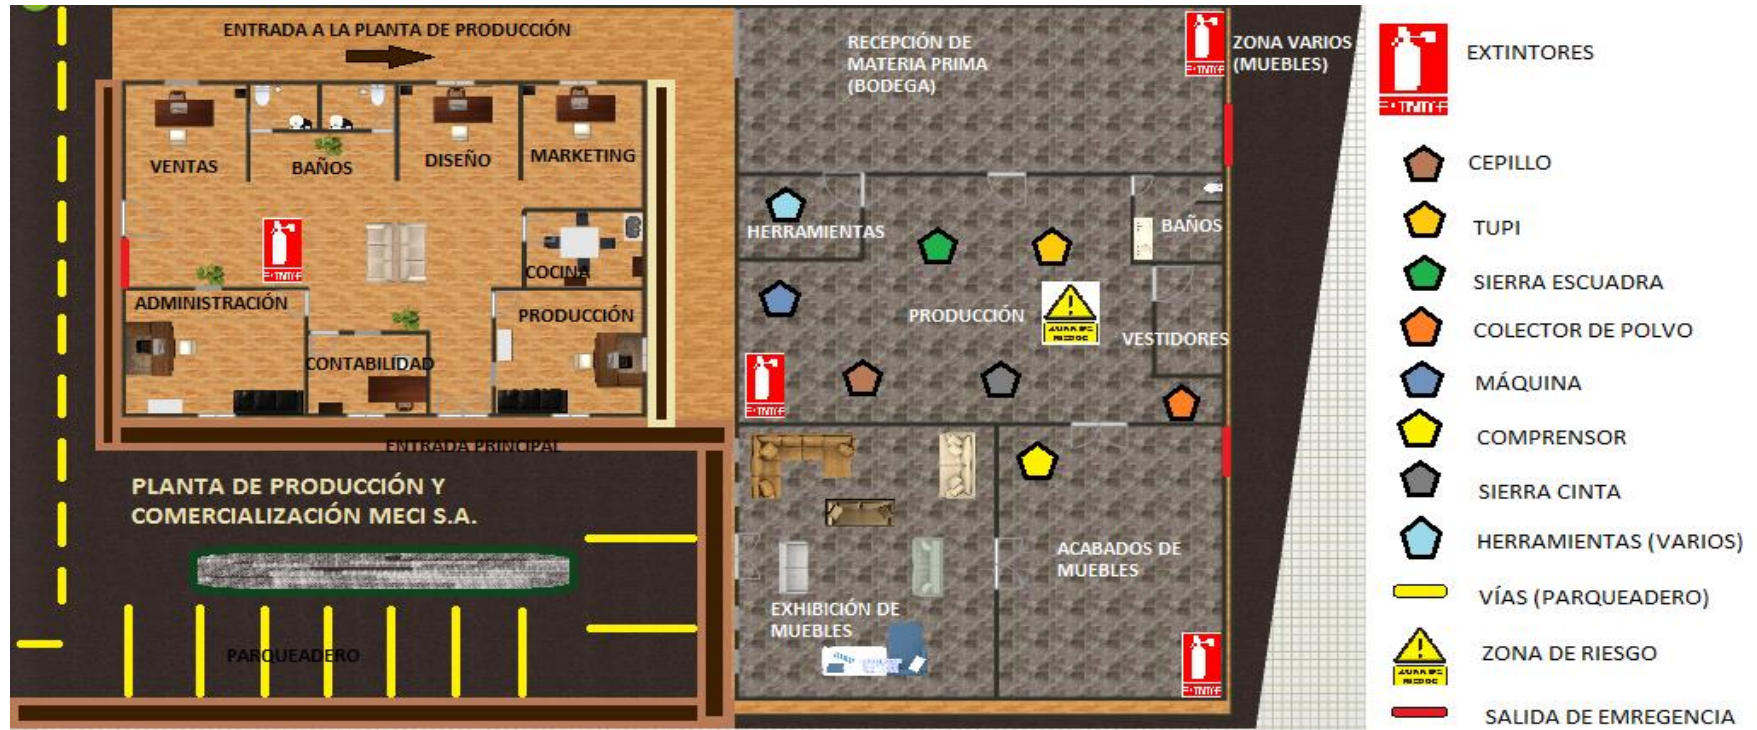 ENTRADA A LA PLANTA DE PRODUCCIÓN
VENTAS
BAÑOS
DISEÑO
MARKETING
COCINA
ADMINISTRACIÓN
CONTABILIDAD
PRODUCCIÓN
ENTRADA PRINCIPAL
PLANTA DE PRODUCCIÓN Y
COMERCIALIZACIÓN MECI S.A.
PARQUEADERO
RECEPCIÓN DE
MATERIA PRIMA
(BODEGA)
ZONA VARIOS
(MUEBLES)
HERRAMIENTAS
BAÑOS
PRODUCCIÓN
VESTIDORES
EXHIBICIÓN DE
MUEBLES
ACABADOS DE
MUEBLES
EXTINTORES
CEPILLO
TUPI
SIERRA ESCUADRA
COLECTOR DE POLVO
MÁQUINA
COMPRENSOR
SIERRA CINTA
HERRAMIENTAS (VARIOS)
VÍAS (PARQUEADERO)
ZONA DE RIESGO
SALIDA DE EMREGENCIA